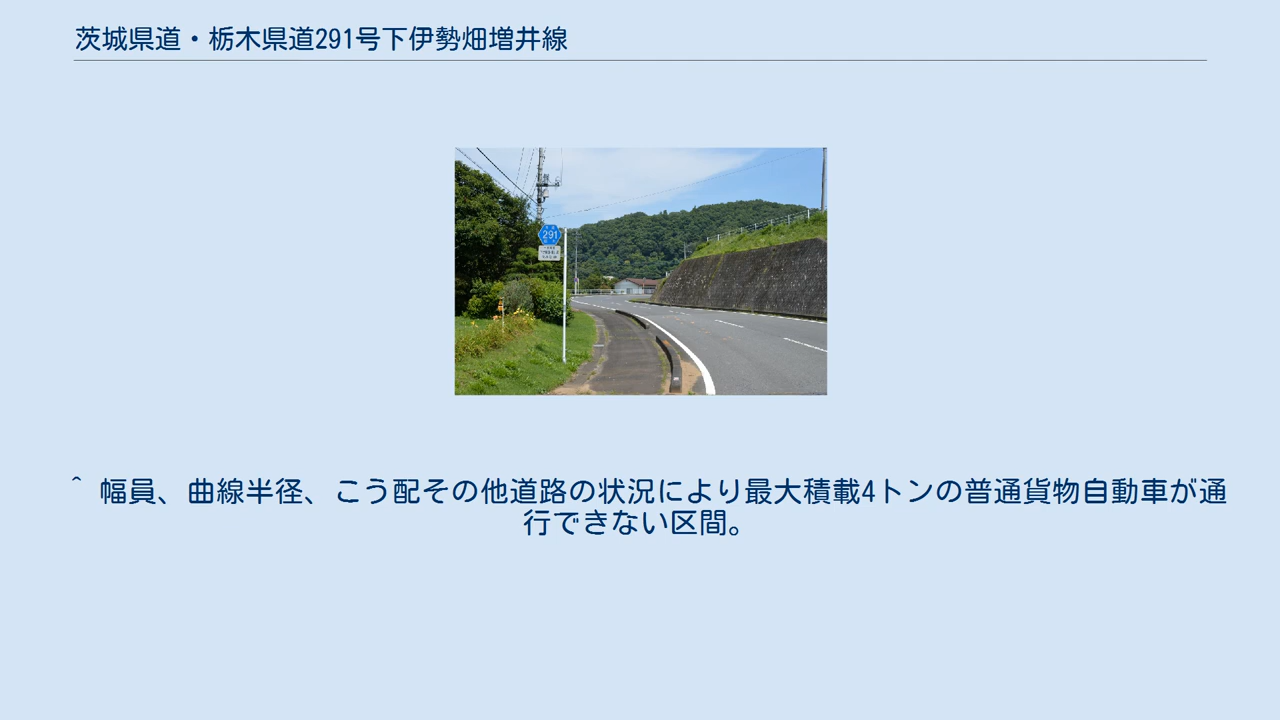 茨城県道・栃木県道291号下伊勢畑増井線
291
^ 幅員、曲線半径、こう配その他道路の状況により最大積載4トンの普通貨物自動車が通
行できない区間。